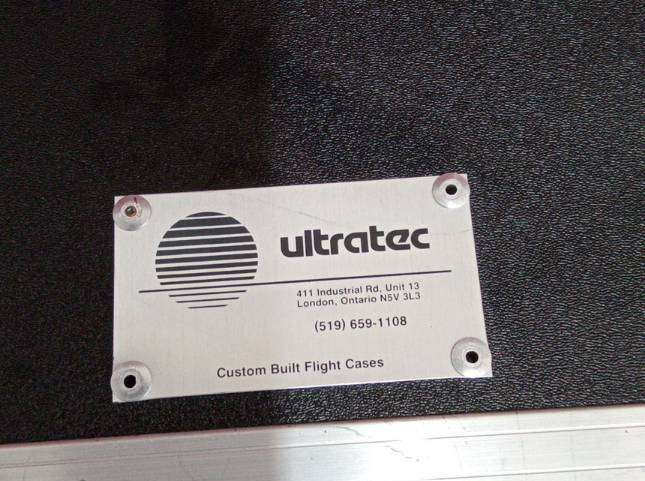 ultratec
411 Industrial Rd, Unit 13
London, Ontario N5V 3L3
(519) 659-1108
Custom Built Flight Cases